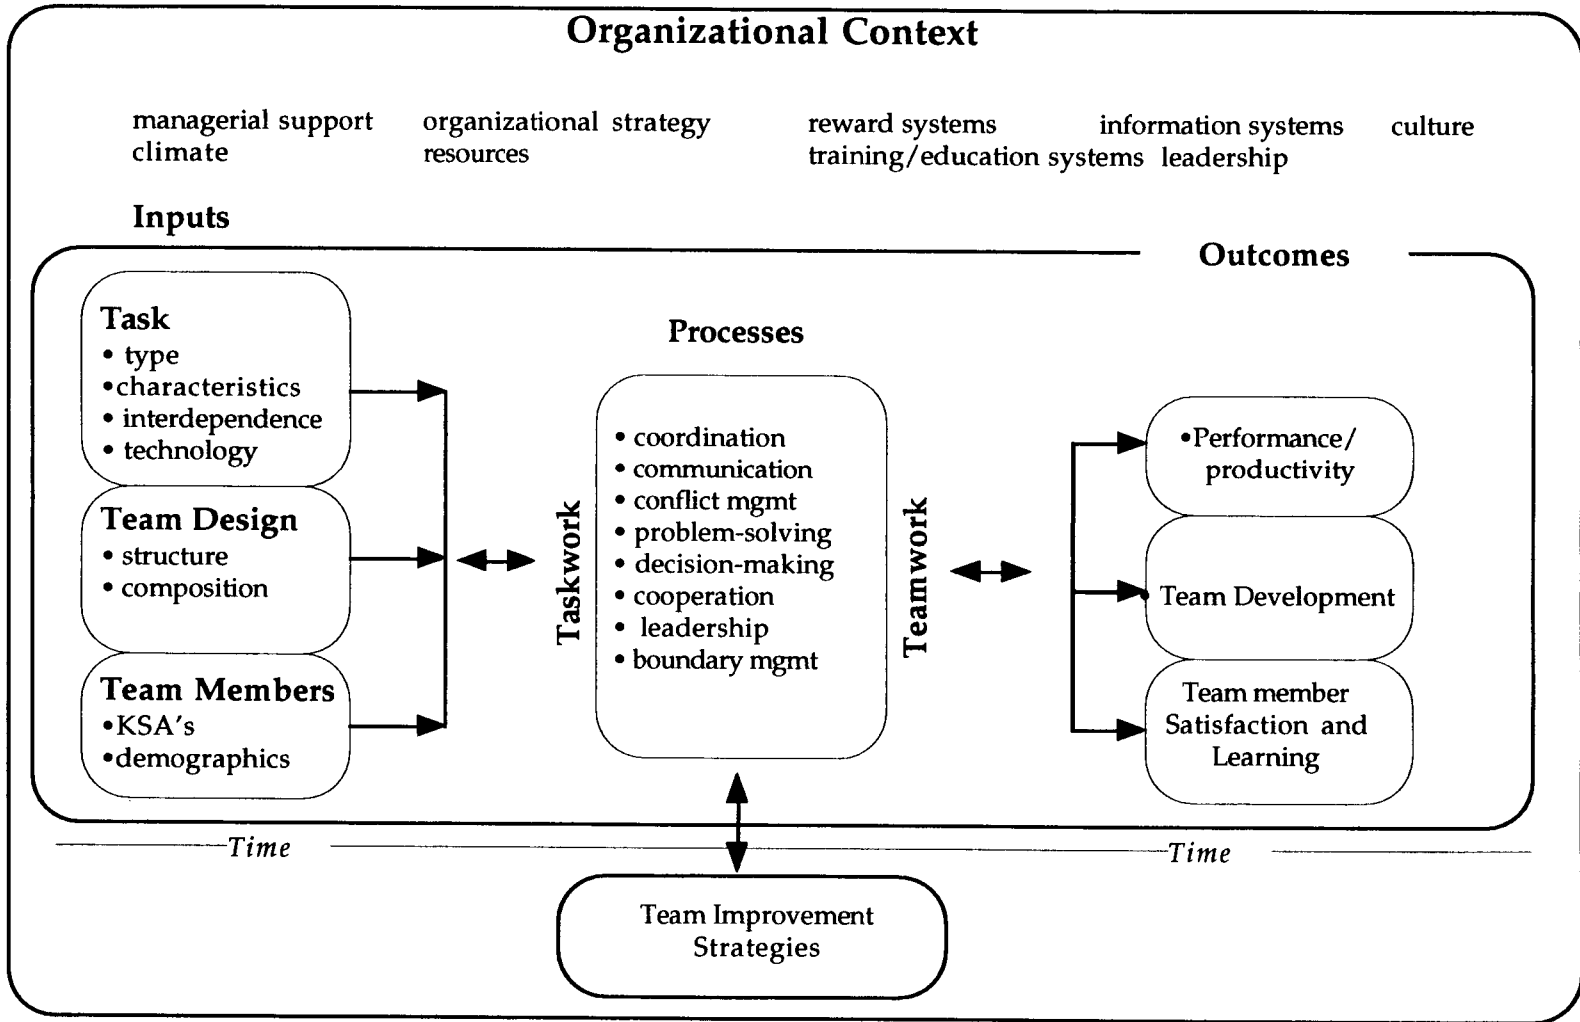 Organizational Context
managerial support organizational strategy reward systems information systems culture
climate resources training/education systems leadership
Inputs
Outcomes
Task
• type
•characteristics
• interdependence
• technology
Team Design
• structure
• composition
Team Members
•KSA's
•demographics
Taskwork
Processes
• coordination
• communication
• conflict mgmt
• problem-solving
• decision-making
• cooperation
• leadership
• boundary mgmt
Teamwork
•Performance/
productivity
• Team Development
Team member
Satisfaction and
Learning
Time
Time
Team Improvement
Strategies